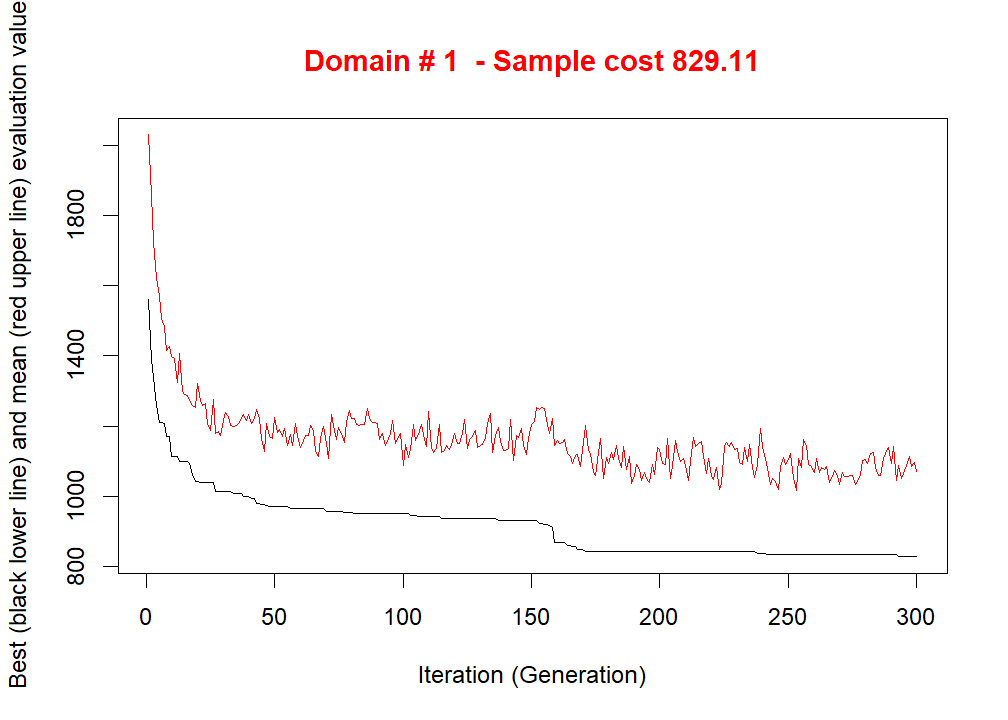 Domain # 1  - Sample cost 829.11
Best (black lower line) and mean (red upper line) evaluation value
1800
1400
1000
800
0 50 100 150 200 250 300
Iteration (Generation)